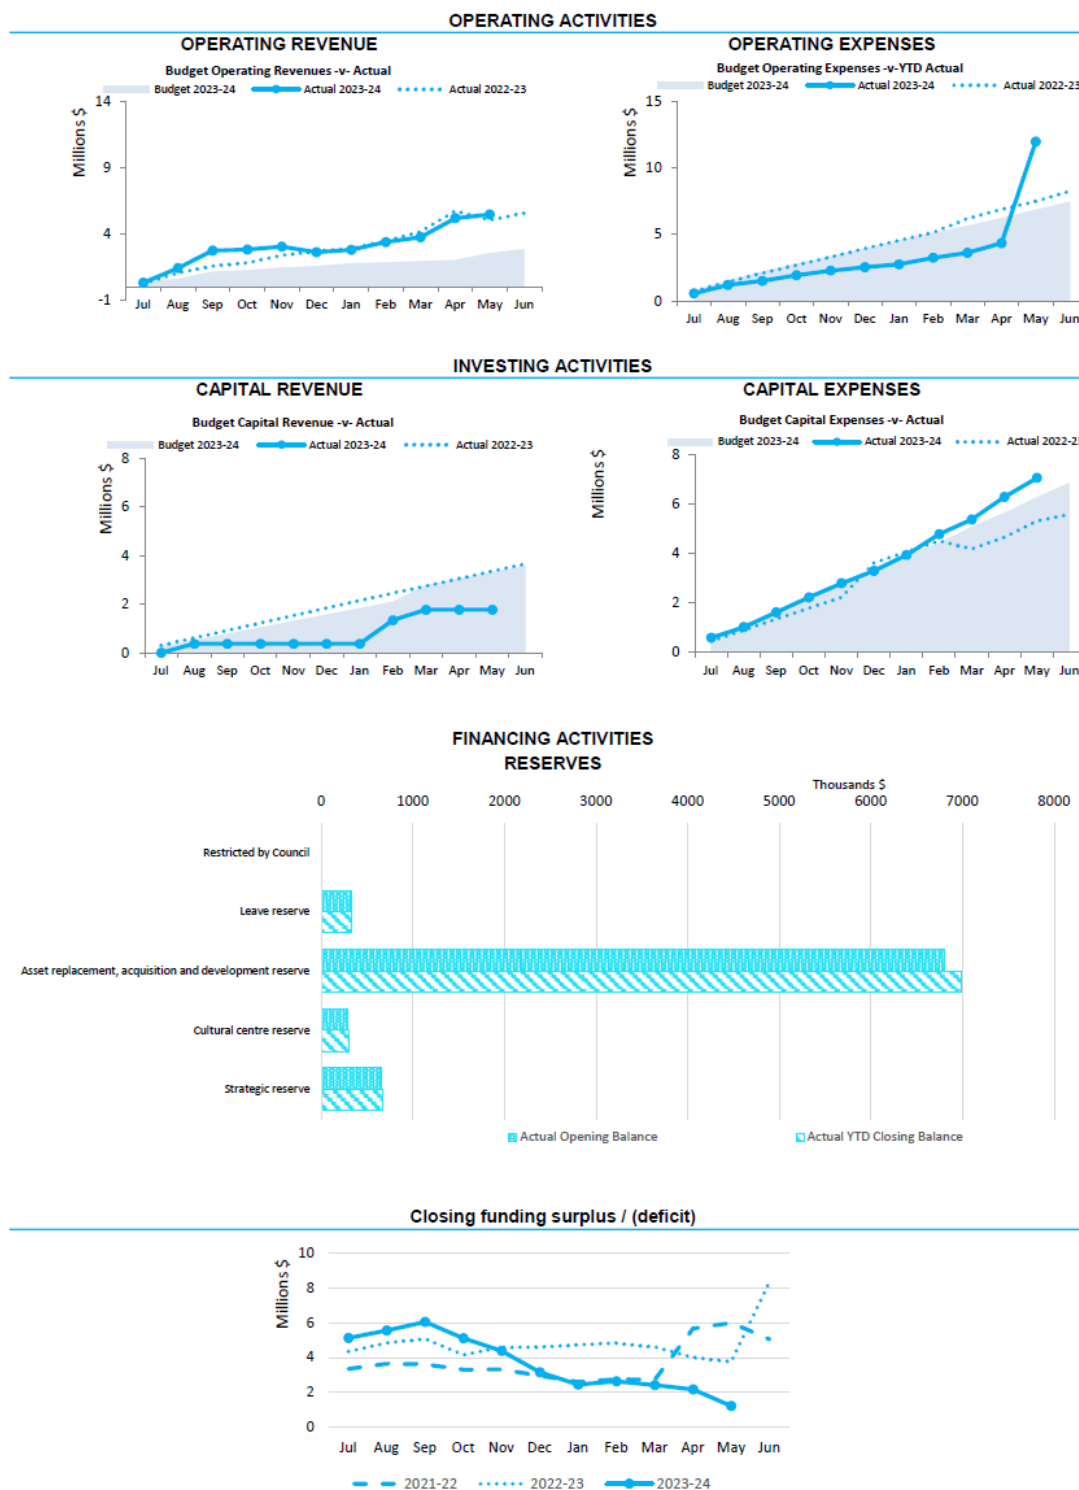 OPERATING ACTIVITIES
OPERATING REVENUE
Budget Operating Revenues -v- Actual
Budget 2023-24 Actual 2023-24 Actual 2022-23
Millions $
14
9
4
-1
Jul Aug Sep Oct Nov Dec Jan Feb Mar Apr May Jun
OPERATING EXPENSES
Budget Operating Expenses -v-YTD Actual
Budget 2023-24 Actual 2023-24 Actual 2022-23
Millions $
15
10
5
0
Jul Aug Sep Oct Nov Dec Jan Feb Mar Apr May Jun
INVESTING ACTIVITIES
CAPITAL REVENUE
Budget Capital Revenue -v- Actual
Budget 2023-24 Actual 2023-24 Actual 2022-23
Millions $
8
6
4
2
0
Jul Aug Sep Oct Nov Dec Jan Feb Mar Apr May Jun
CAPITAL EXPENSES
Budget Capital Expenses -v- Actual
Budget 2023-24 Actual 2023-24 Actual 2022-23
Millions $
8
6
4
2
0
Jul Aug Sep Oct Nov Dec Jan Feb Mar Apr May Jun
FINANCING ACTIVITIES
RESERVES
Thousands $
0 1000 2000 3000 4000 5000 6000 7000 8000
Restricted by Council
Leave reserve
Asset replacement, acquisition and development reserve
Cultural centre reserve
Strategic reserve
Actual Opening Balance Actual YTD Closing Balance
Closing funding surplus / (deficit)
Millions $
10
8
6
4
2
0
Jul Aug Sep Oct Nov Dec Jan Feb Mar Apr May Jun
2021-22 2022-23 2023-24